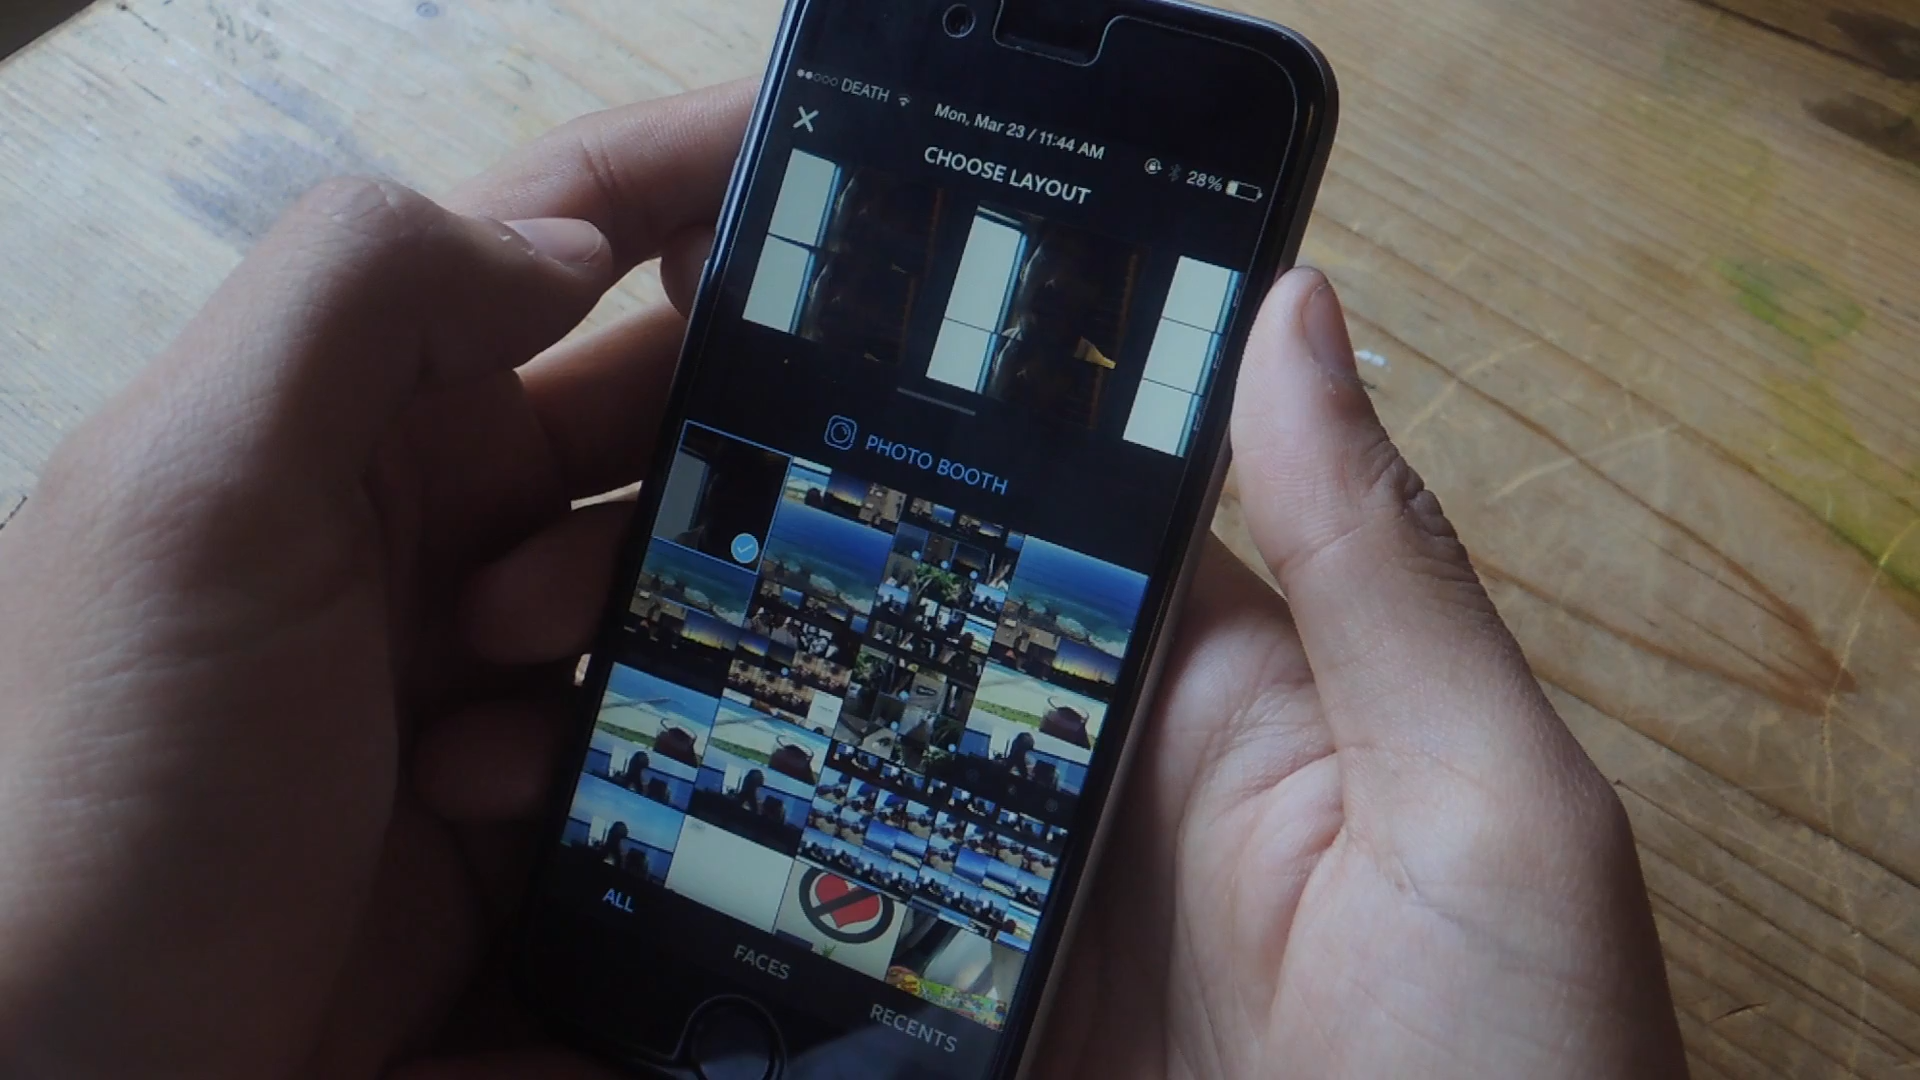 DEATH
Mon, Mar 23 / 11:44 AM
28%
CHOOSE LAYOUT
PHOTO BOOTH
ALL
FACES
RECENTS